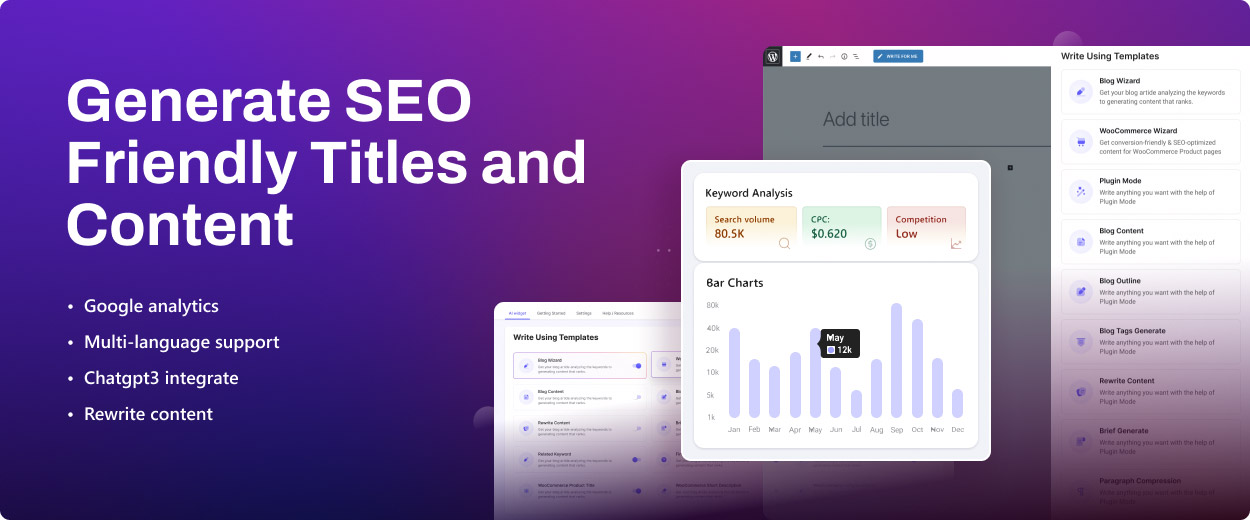 Generate SEO
Friendly Titles and
Content
• Google analytics
• Multi-language support
• Chatgpt3 integrate
• Rewrite content
WRITE FOR ME
Add title
Keyword Analysis
Search volume
80.5K
CPC:
$0.620
Competition
Low
Bar Charts
80k
40k
20k
10k
5k
1k
May
12k
Jan Feb Mar Apr May Jun Jul Aug Sep Oct Nov Dec
AI widget Getting Started Settings Help / Resources
Write Using Templates
Blog Wizard
Get your blog article analyzing the keywords to
generating content that ranks.
Blog Content
Get your blog article analyzing the keywords to
generating content that ranks.
Rewrite Content
Get your blog article analyzing the keywords to
generating content that ranks.
Related Keyword
Get your blog article analyzing the keywords to
generating content that ranks.
WooCommerce Product Title
Write Using Templates
Blog Wizard
Get your blog article analyzing the keywords
to generating content that ranks.
WooCommerce Wizard
Get conversion-friendly & SEO-optimized
content for WooCommerce Product pages
Plugin Mode
Write anything you want with the help of
Plugin Mode
Blog Content
Write anything you want with the help of
Plugin Mode
Blog Outline
Write anything you want with the help of
Plugin Mode
Blog Tags Generate
Write anything you want with the help of
Plugin Mode
Rewrite Content
Write anything you want with the help of
Plugin Mode
Brief Generate
Write anything you want with the help of
Plugin Mode
Paragraph Compression
Write anything you want with the help of
Plugin Mode